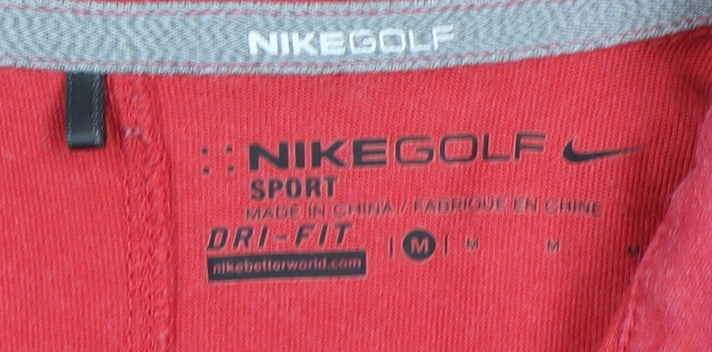 NIKEGOLF
NIKEGOLF
SPORT
MADE IN CHINA / FABRIQUE EN CHINE
DRI-FIT
M M M M
nikebetterworld.com